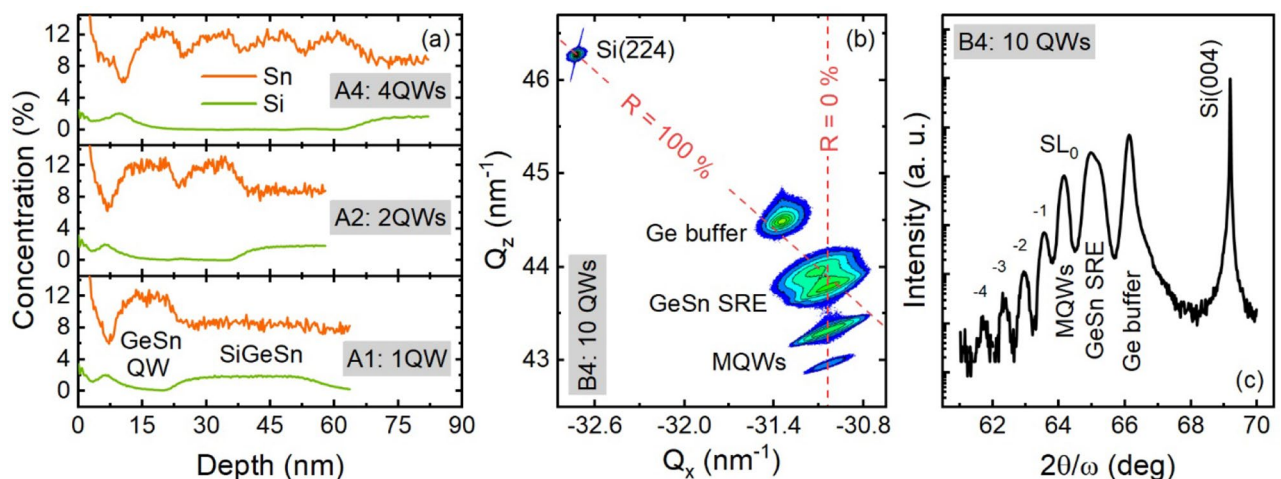 (a)
Sn
Si
A4: 4QWs
A2: 2QWs
GeSn
QW
SiGeSn
A1: 1QW
12
8
4
0
12
8
4
0
12
8
4
0
Concentration (%)
0 15 30 45 60 75 90
Depth (nm)
(b)
Si(2̅2̅4)
R = 100 %
R = 0 %
Ge buffer
GeSn SRE
MQWs
B4: 10 QWs
46
45
44
43
Q_z (nm⁻¹)
-32.6 -32.0 -31.4 -30.8
Q_x (nm⁻¹)
B4: 10 QWs
Si(004)
SL₀
-1
-2
-3
-4
MQWs
GeSn SRE
Ge buffer
(c)
Intensity (a. u.)
62 64 66 68 70
2θ/ω (deg)